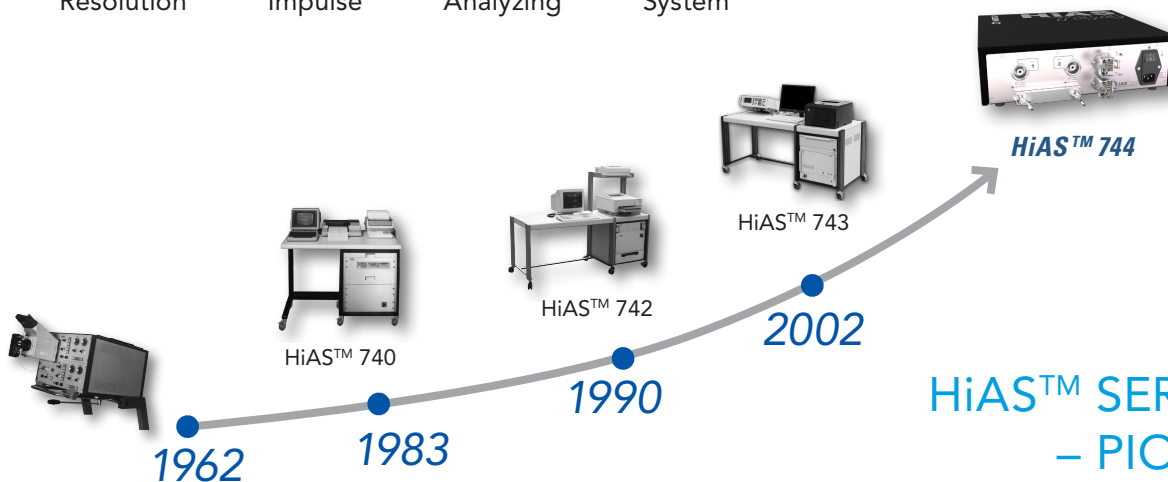 Resolution Impulse Analyzing System
HiAS™ 744
HiAS™ 743
HiAS™ 742
HiAS™ 740
2002
1990
1983
1962
HiAS™ SER
– PIO